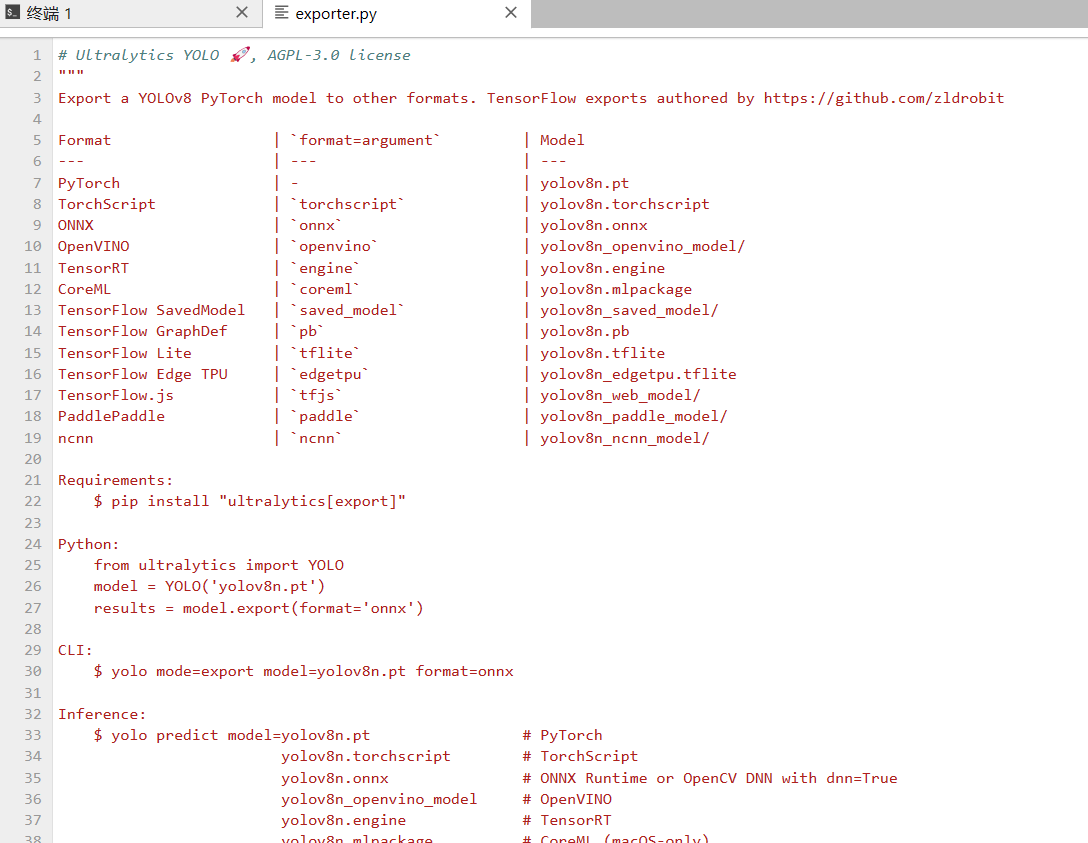 终端 1
exporter.py
1 # Ultralytics YOLO 🚀, AGPL-3.0 license
2 """
3 Export a YOLOv8 PyTorch model to other formats. TensorFlow exports authored by https://github.com/zldrobit
4
5 Format | `format=argument` | Model
6 --- | --- | ---
7 PyTorch | - | yolov8n.pt
8 TorchScript | `torchscript` | yolov8n.torchscript
9 ONNX | `onnx` | yolov8n.onnx
10 OpenVINO | `openvino` | yolov8n_openvino_model/
11 TensorRT | `engine` | yolov8n.engine
12 CoreML | `coreml` | yolov8n.mlpackage
13 TensorFlow SavedModel | `saved_model` | yolov8n_saved_model/
14 TensorFlow GraphDef | `pb` | yolov8n.pb
15 TensorFlow Lite | `tflite` | yolov8n.tflite
16 TensorFlow Edge TPU | `edgetpu` | yolov8n_edgetpu.tflite
17 TensorFlow.js | `tfjs` | yolov8n_web_model/
18 PaddlePaddle | `paddle` | yolov8n_paddle_model/
19 ncnn | `ncnn` | yolov8n_ncnn_model/
20
21 Requirements:
22 $ pip install "ultralytics[export]"
23
24 Python:
25 from ultralytics import YOLO
26 model = YOLO('yolov8n.pt')
27 results = model.export(format='onnx')
28
29 CLI:
30 $ yolo mode=export model=yolov8n.pt format=onnx
31
32 Inference:
33 $ yolo predict model=yolov8n.pt # PyTorch
34 yolov8n.torchscript # TorchScript
35 yolov8n.onnx # ONNX Runtime or OpenCV DNN with dnn=True
36 yolov8n_openvino_model # OpenVINO
37 yolov8n.engine # TensorRT
38 yolov8n.mlpackage # CoreML (macOS-only)